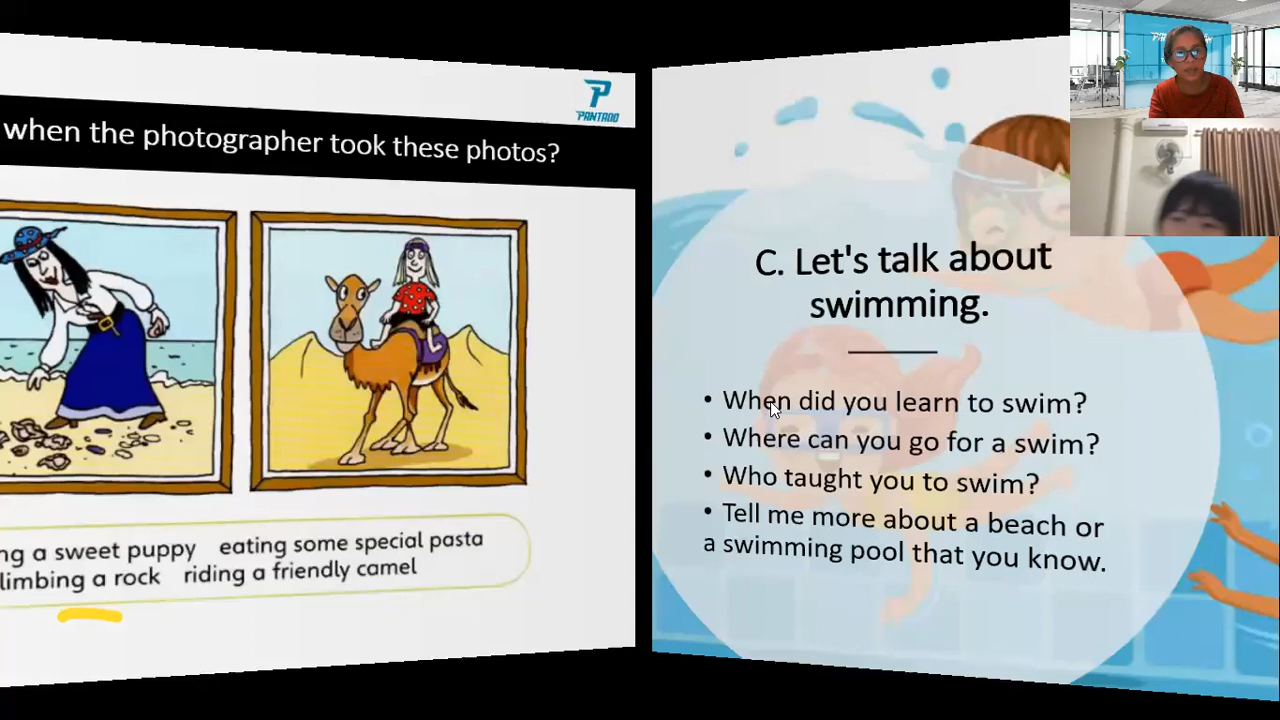 PANTADO
when the photographer took these photos?
a sweet puppy eating some special pasta
a rock riding a friendly camel
C. Let's talk about
swimming.
• When did you learn to swim?
• Where can you go for a swim?
• Who taught you to swim?
• Tell me more about a beach or
a swimming pool that you know.